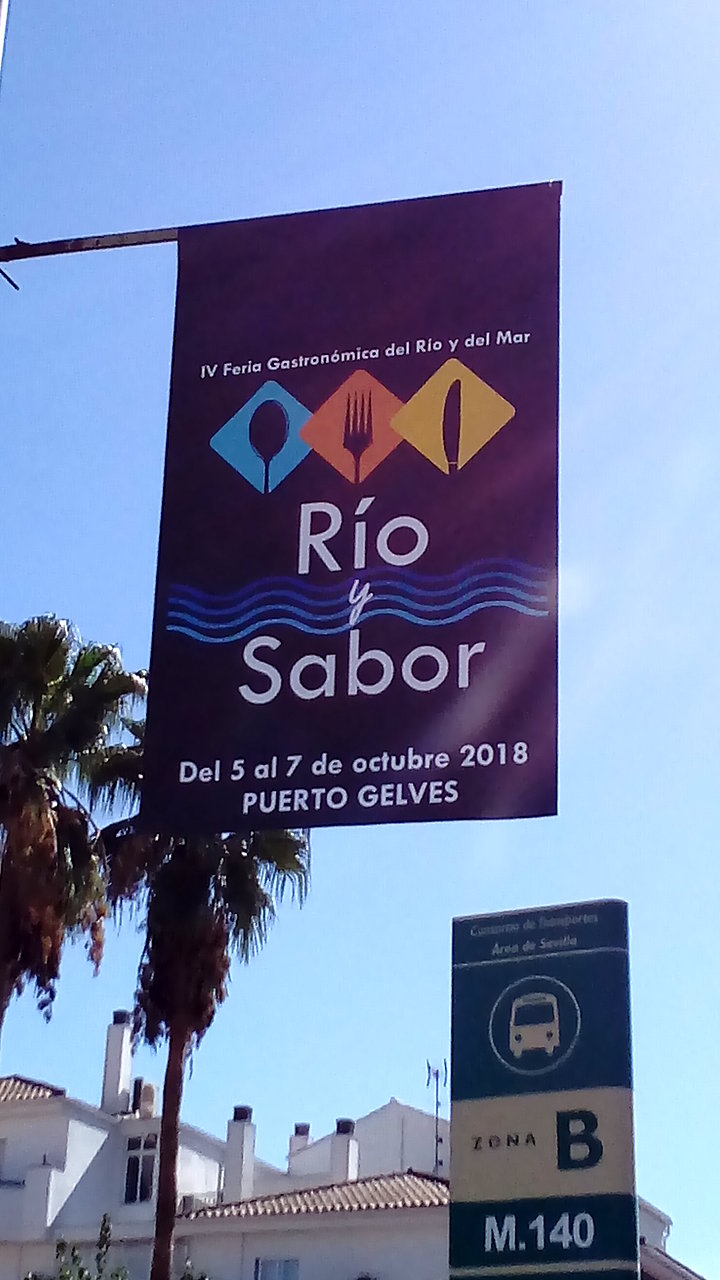 IV Feria Gastronómica del Río y del Mar
Río
y
Sabor
Del 5 al 7 de octubre 2018
PUERTO GELVES
Consorcio de Transportes
Área de Sevilla
ZONA B
M.140